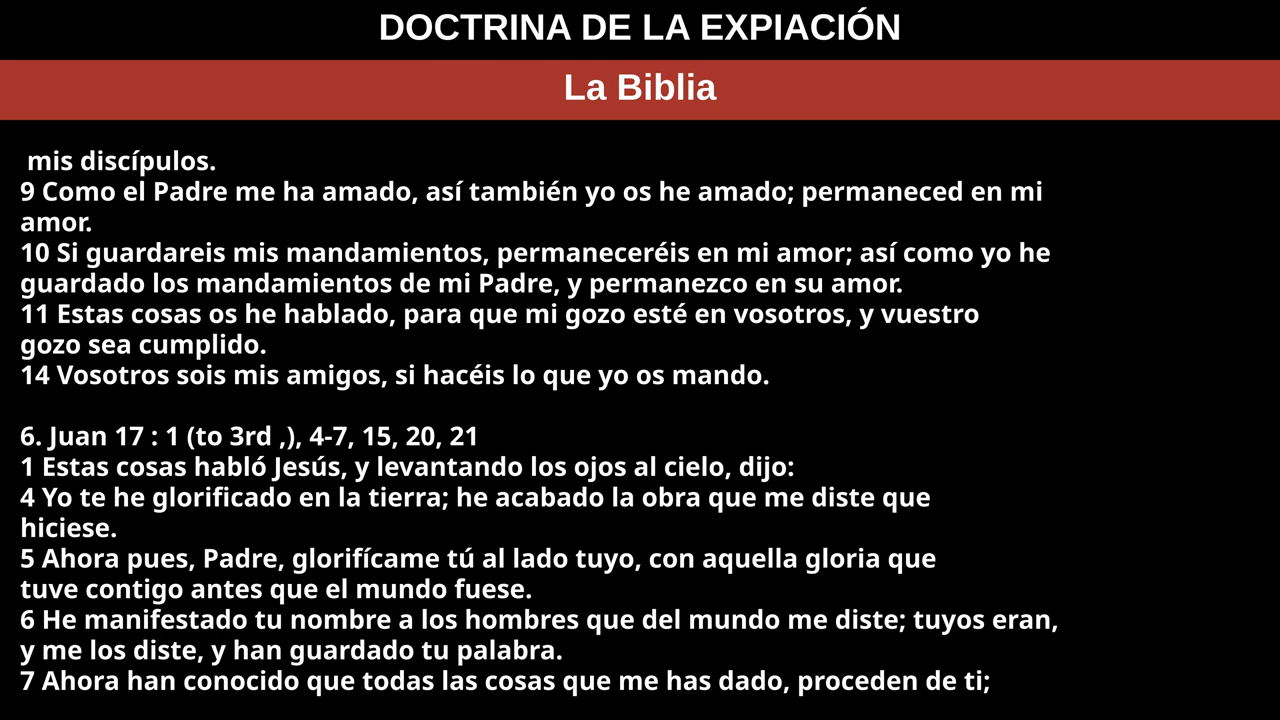 DOCTRINA DE LA EXPIACIÓN
La Biblia
mis discípulos.
9 Como el Padre me ha amado, así también yo os he amado; permaneced en mi
amor.
10 Si guardareis mis mandamientos, permaneceréis en mi amor; así como yo he
guardado los mandamientos de mi Padre, y permanezco en su amor.
11 Estas cosas os he hablado, para que mi gozo esté en vosotros, y vuestro
gozo sea cumplido.
14 Vosotros sois mis amigos, si hacéis lo que yo os mando.
6. Juan 17 : 1 (to 3rd ,), 4-7, 15, 20, 21
1 Estas cosas habló Jesús, y levantando los ojos al cielo, dijo:
4 Yo te he glorificado en la tierra; he acabado la obra que me diste que
hiciese.
5 Ahora pues, Padre, glorifícame tú al lado tuyo, con aquella gloria que
tuve contigo antes que el mundo fuese.
6 He manifestado tu nombre a los hombres que del mundo me diste; tuyos eran,
y me los diste, y han guardado tu palabra.
7 Ahora han conocido que todas las cosas que me has dado, proceden de ti;